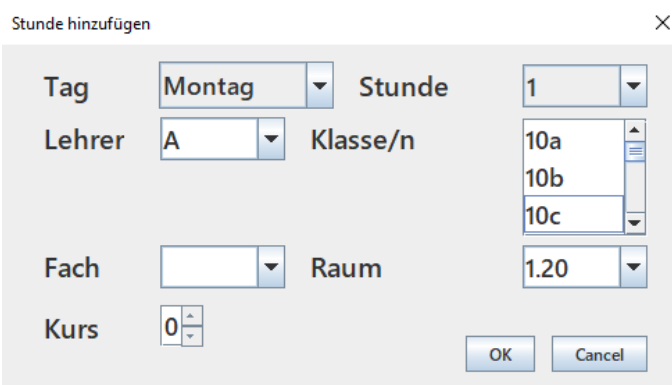 Stunde hinzufügen
Tag Montag Stunde 1
Lehrer A Klasse/n 10a
10b
10c
Fach Raum 1.20
Kurs 0
OK Cancel